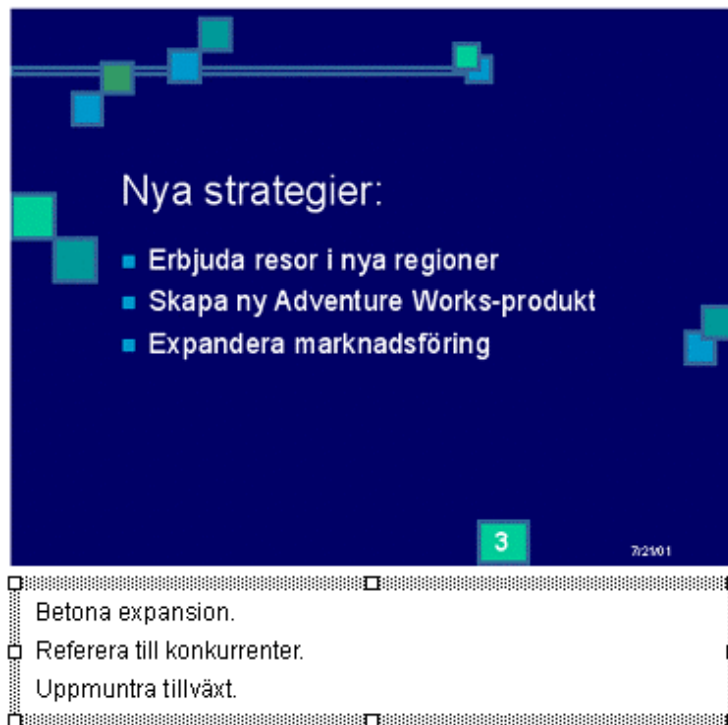 Nya strategier:
Erbjuda resor i nya regioner
Skapa ny Adventure Works-produkt
Expandera marknadsföring
3
7/21/01
Betona expansion.
Referera till konkurrenter.
Uppmuntra tillväxt.